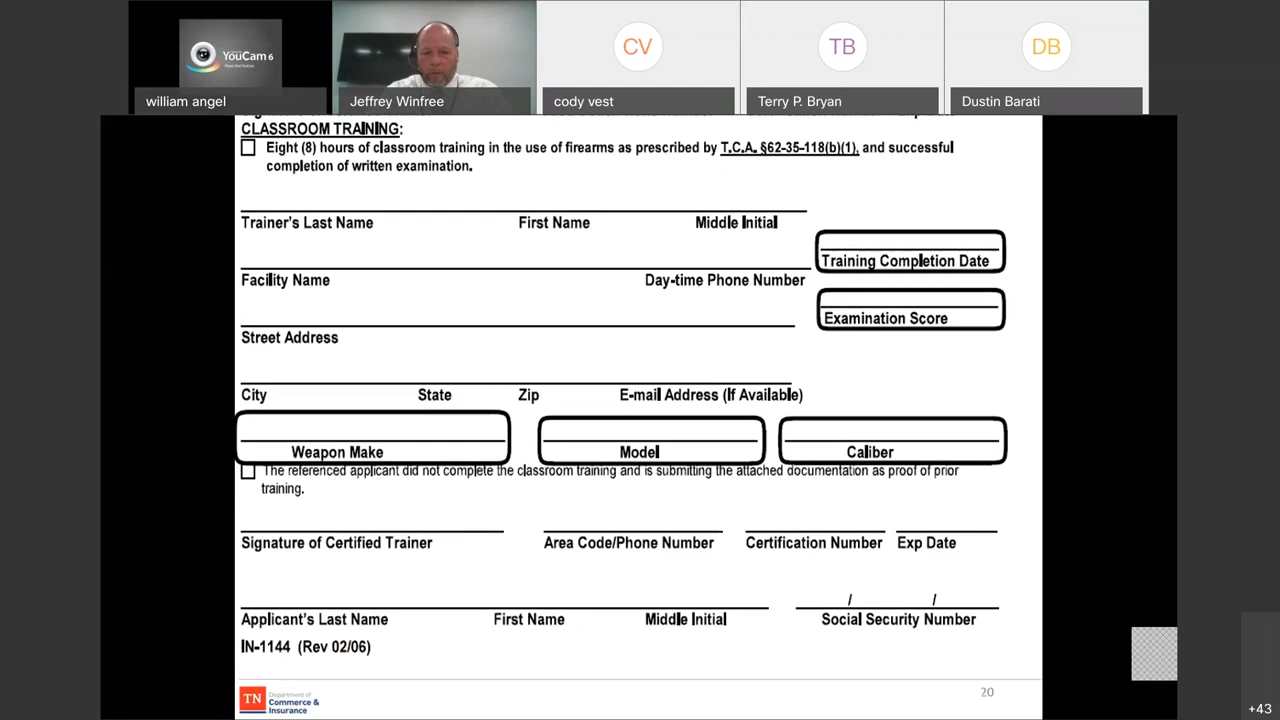 YouCam 6
william angel
Jeffrey Winfree
CV
cody vest
TB
Terry P. Bryan
DB
Dustin Barati
CLASSROOM TRAINING:
Eight (8) hours of classroom training in the use of firearms as prescribed by T.C.A. §62-35-118(b)(1), and successful
completion of written examination.
Trainer's Last Name First Name Middle Initial
Training Completion Date
Facility Name Day-time Phone Number
Examination Score
Street Address
City State Zip E-mail Address (If Available)
Weapon Make Model Caliber
The referenced applicant did not complete the classroom training and is submitting the attached documentation as proof of prior
training.
Signature of Certified Trainer Area Code/Phone Number Certification Number Exp Date
/ /
Applicant's Last Name First Name Middle Initial Social Security Number
IN-1144 (Rev 02/06)
TN
Department of
Commerce &
Insurance
20
+43